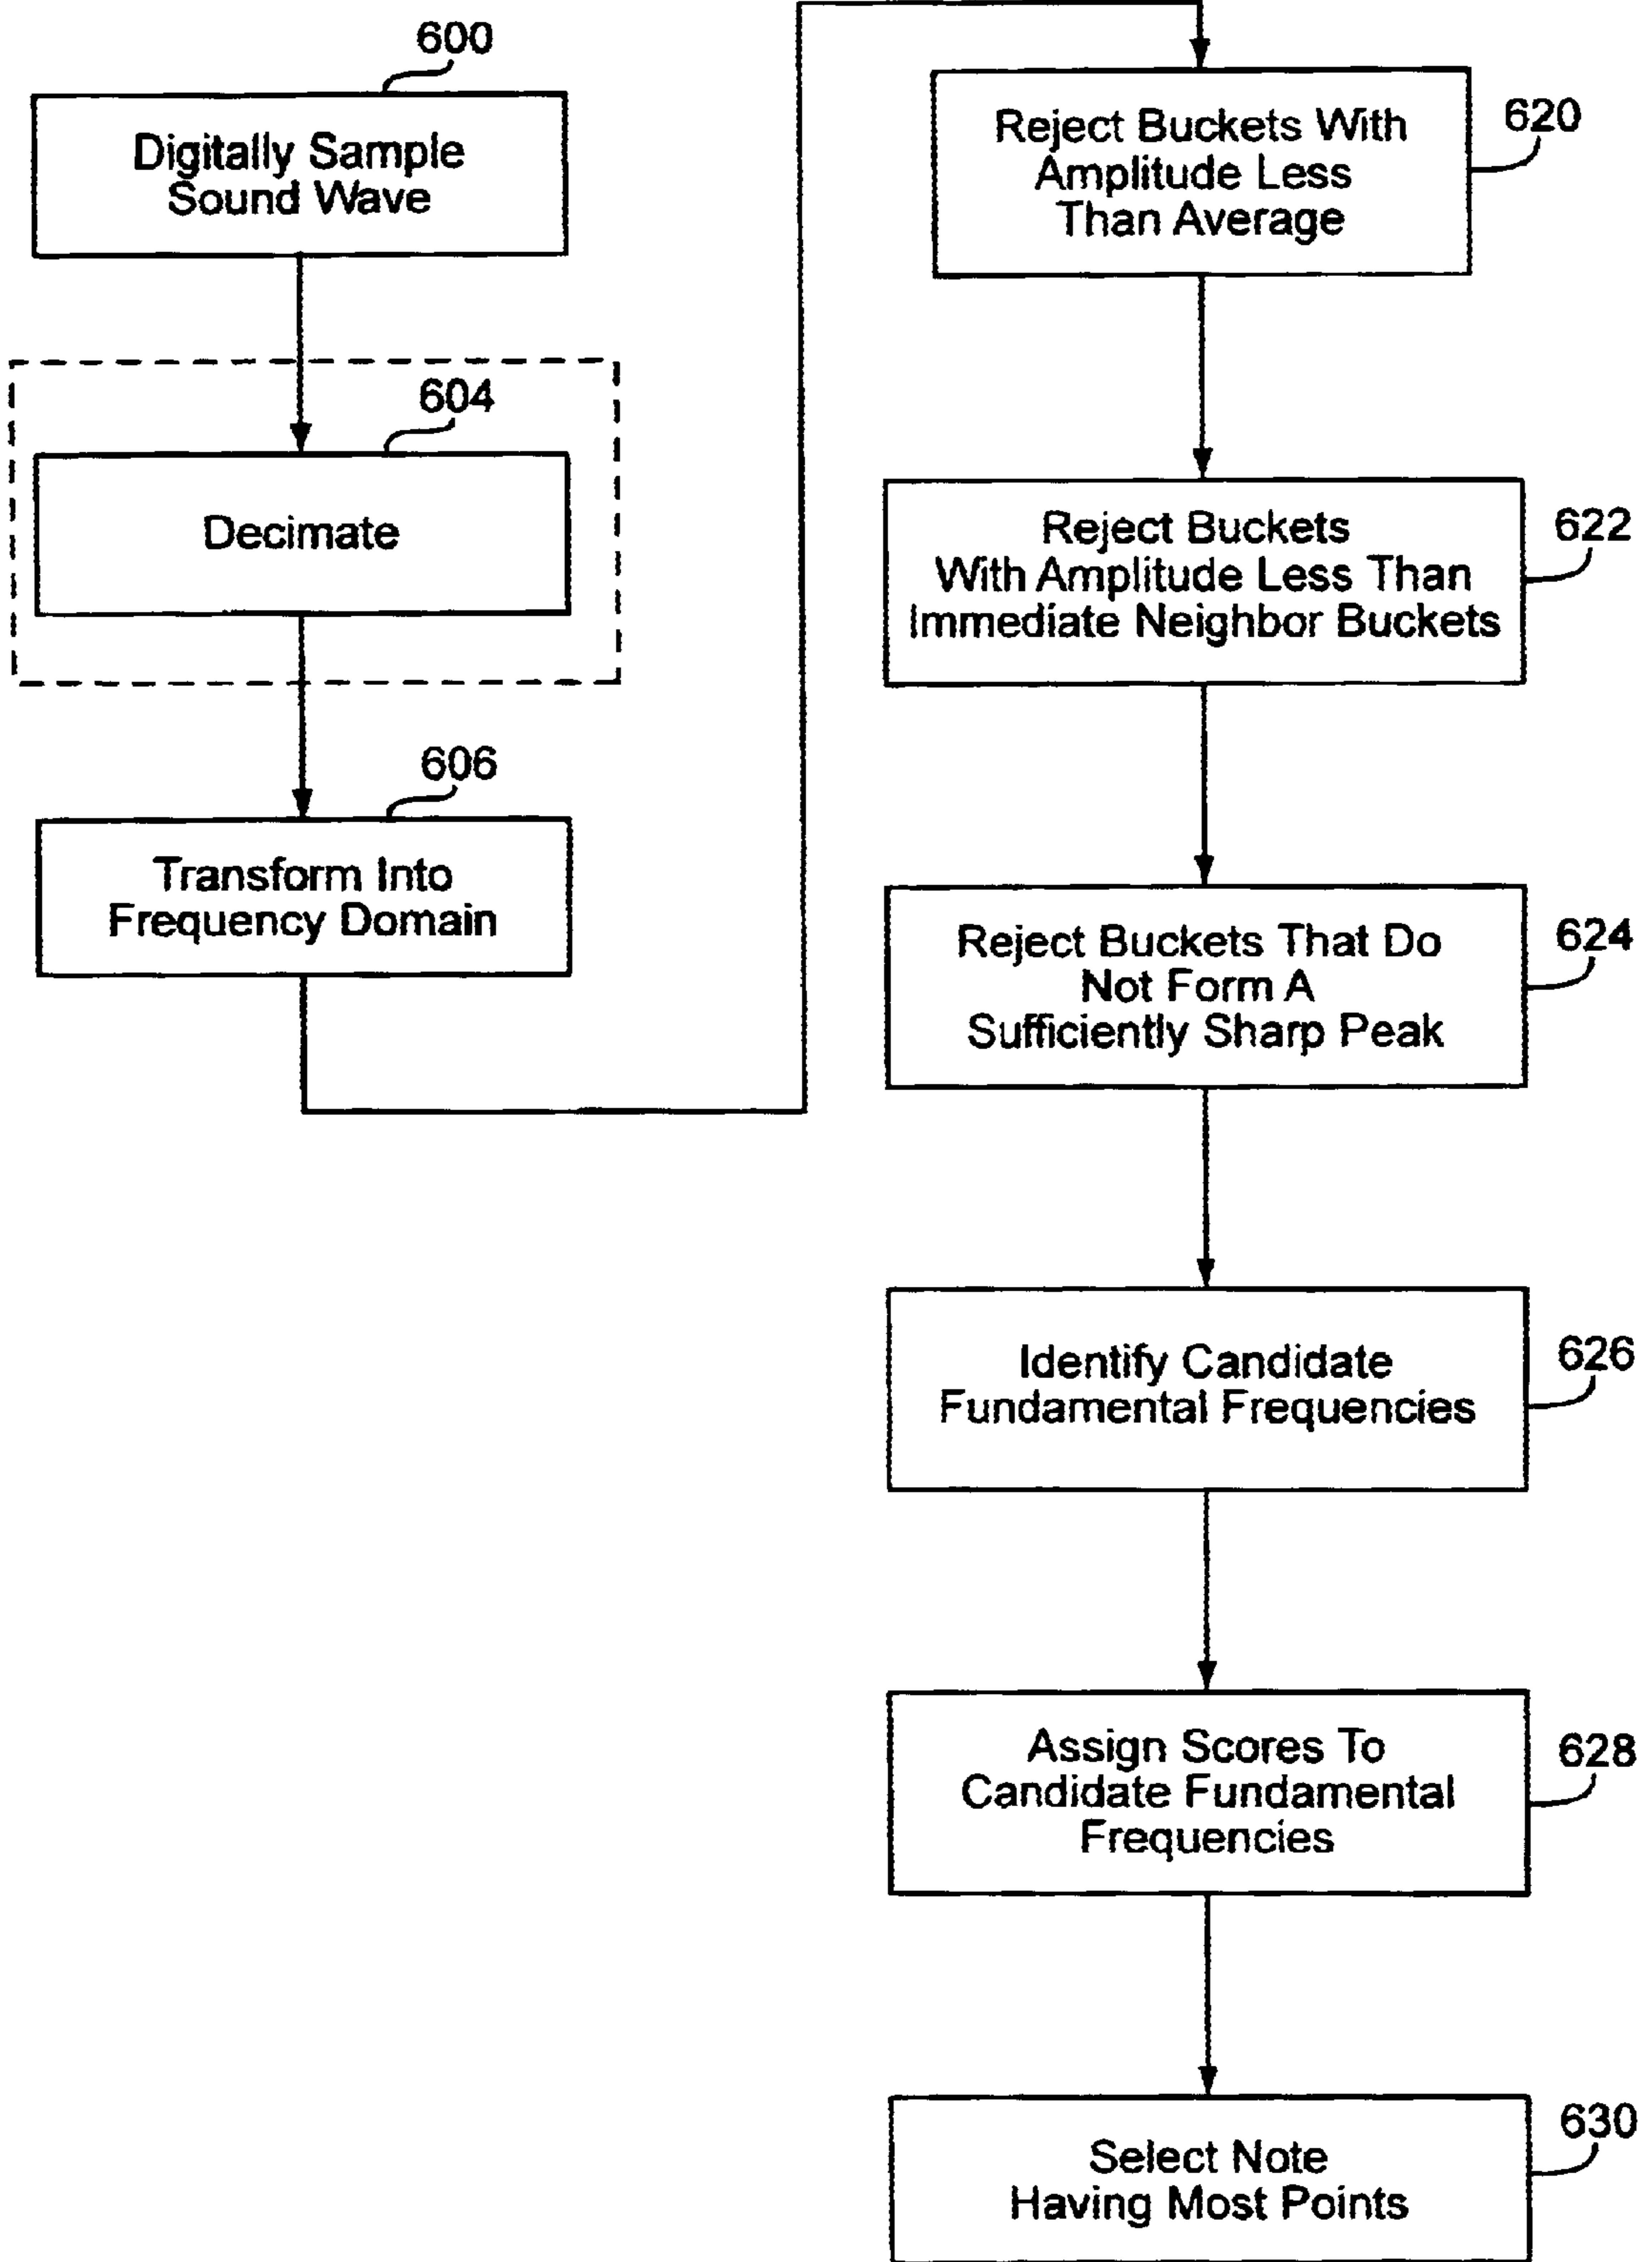 600
Digitally Sample
Sound Wave
604
Decimate
606
Transform Into
Frequency Domain
620
Reject Buckets With
Amplitude Less
Than Average
622
Reject Buckets
With Amplitude Less Than
Immediate Neighbor Buckets
624
Reject Buckets That Do
Not Form A
Sufficiently Sharp Peak
626
Identify Candidate
Fundamental Frequencies
628
Assign Scores To
Candidate Fundamental
Frequencies
630
Select Note
Having Most Points